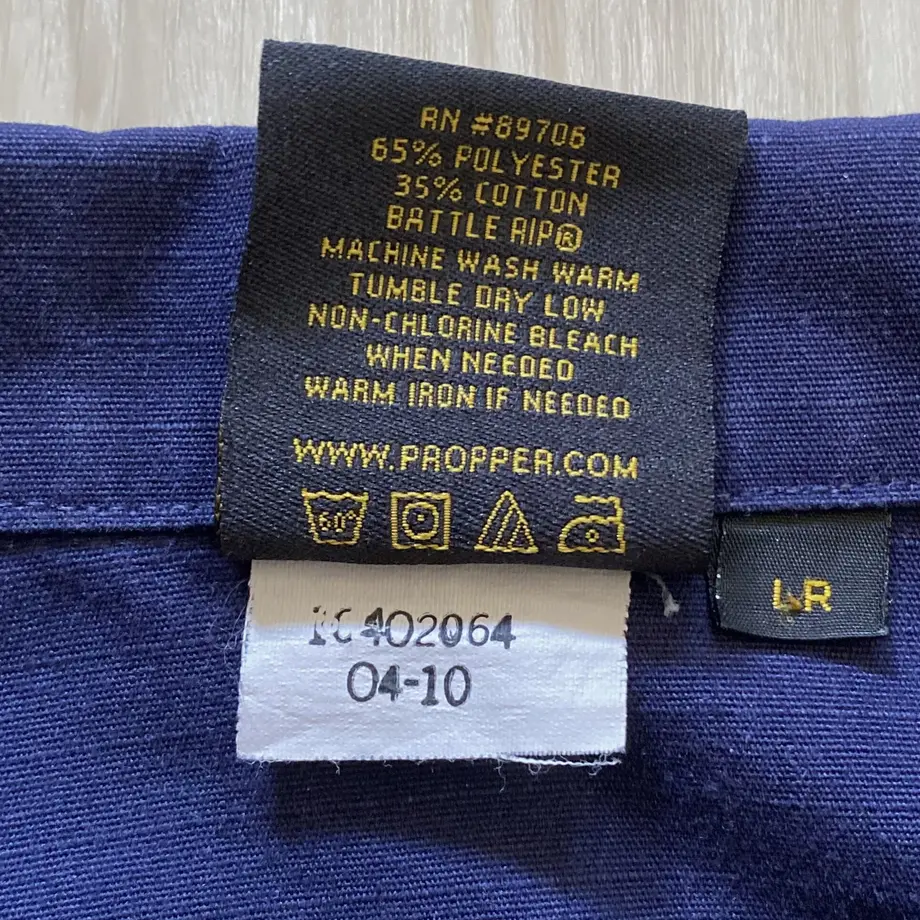 RN #89706
65% POLYESTER
35% COTTON
BATTLE RIP®
MACHINE WASH WARM
TUMBLE DRY LOW
NON-CHLORINE BLEACH
WHEN NEEDED
WARM IRON IF NEEDED
WWW.PROPPER.COM
60°
LR
402064
04-10